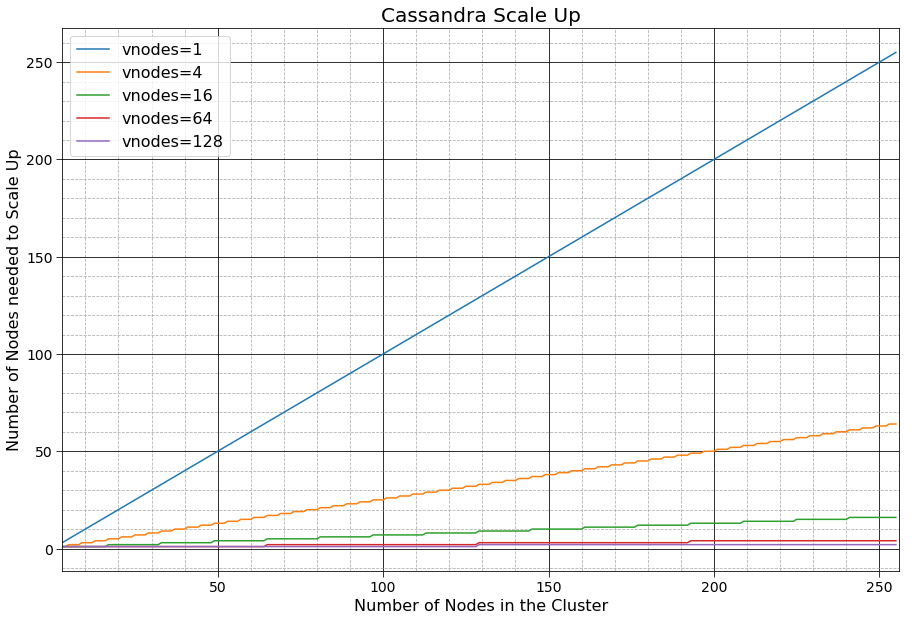 Cassandra Scale Up
vnodes=1
vnodes=4
vnodes=16
vnodes=64
vnodes=128
Number of Nodes needed to Scale Up
250
200
150
100
50
0
50 100 150 200 250
Number of Nodes in the Cluster